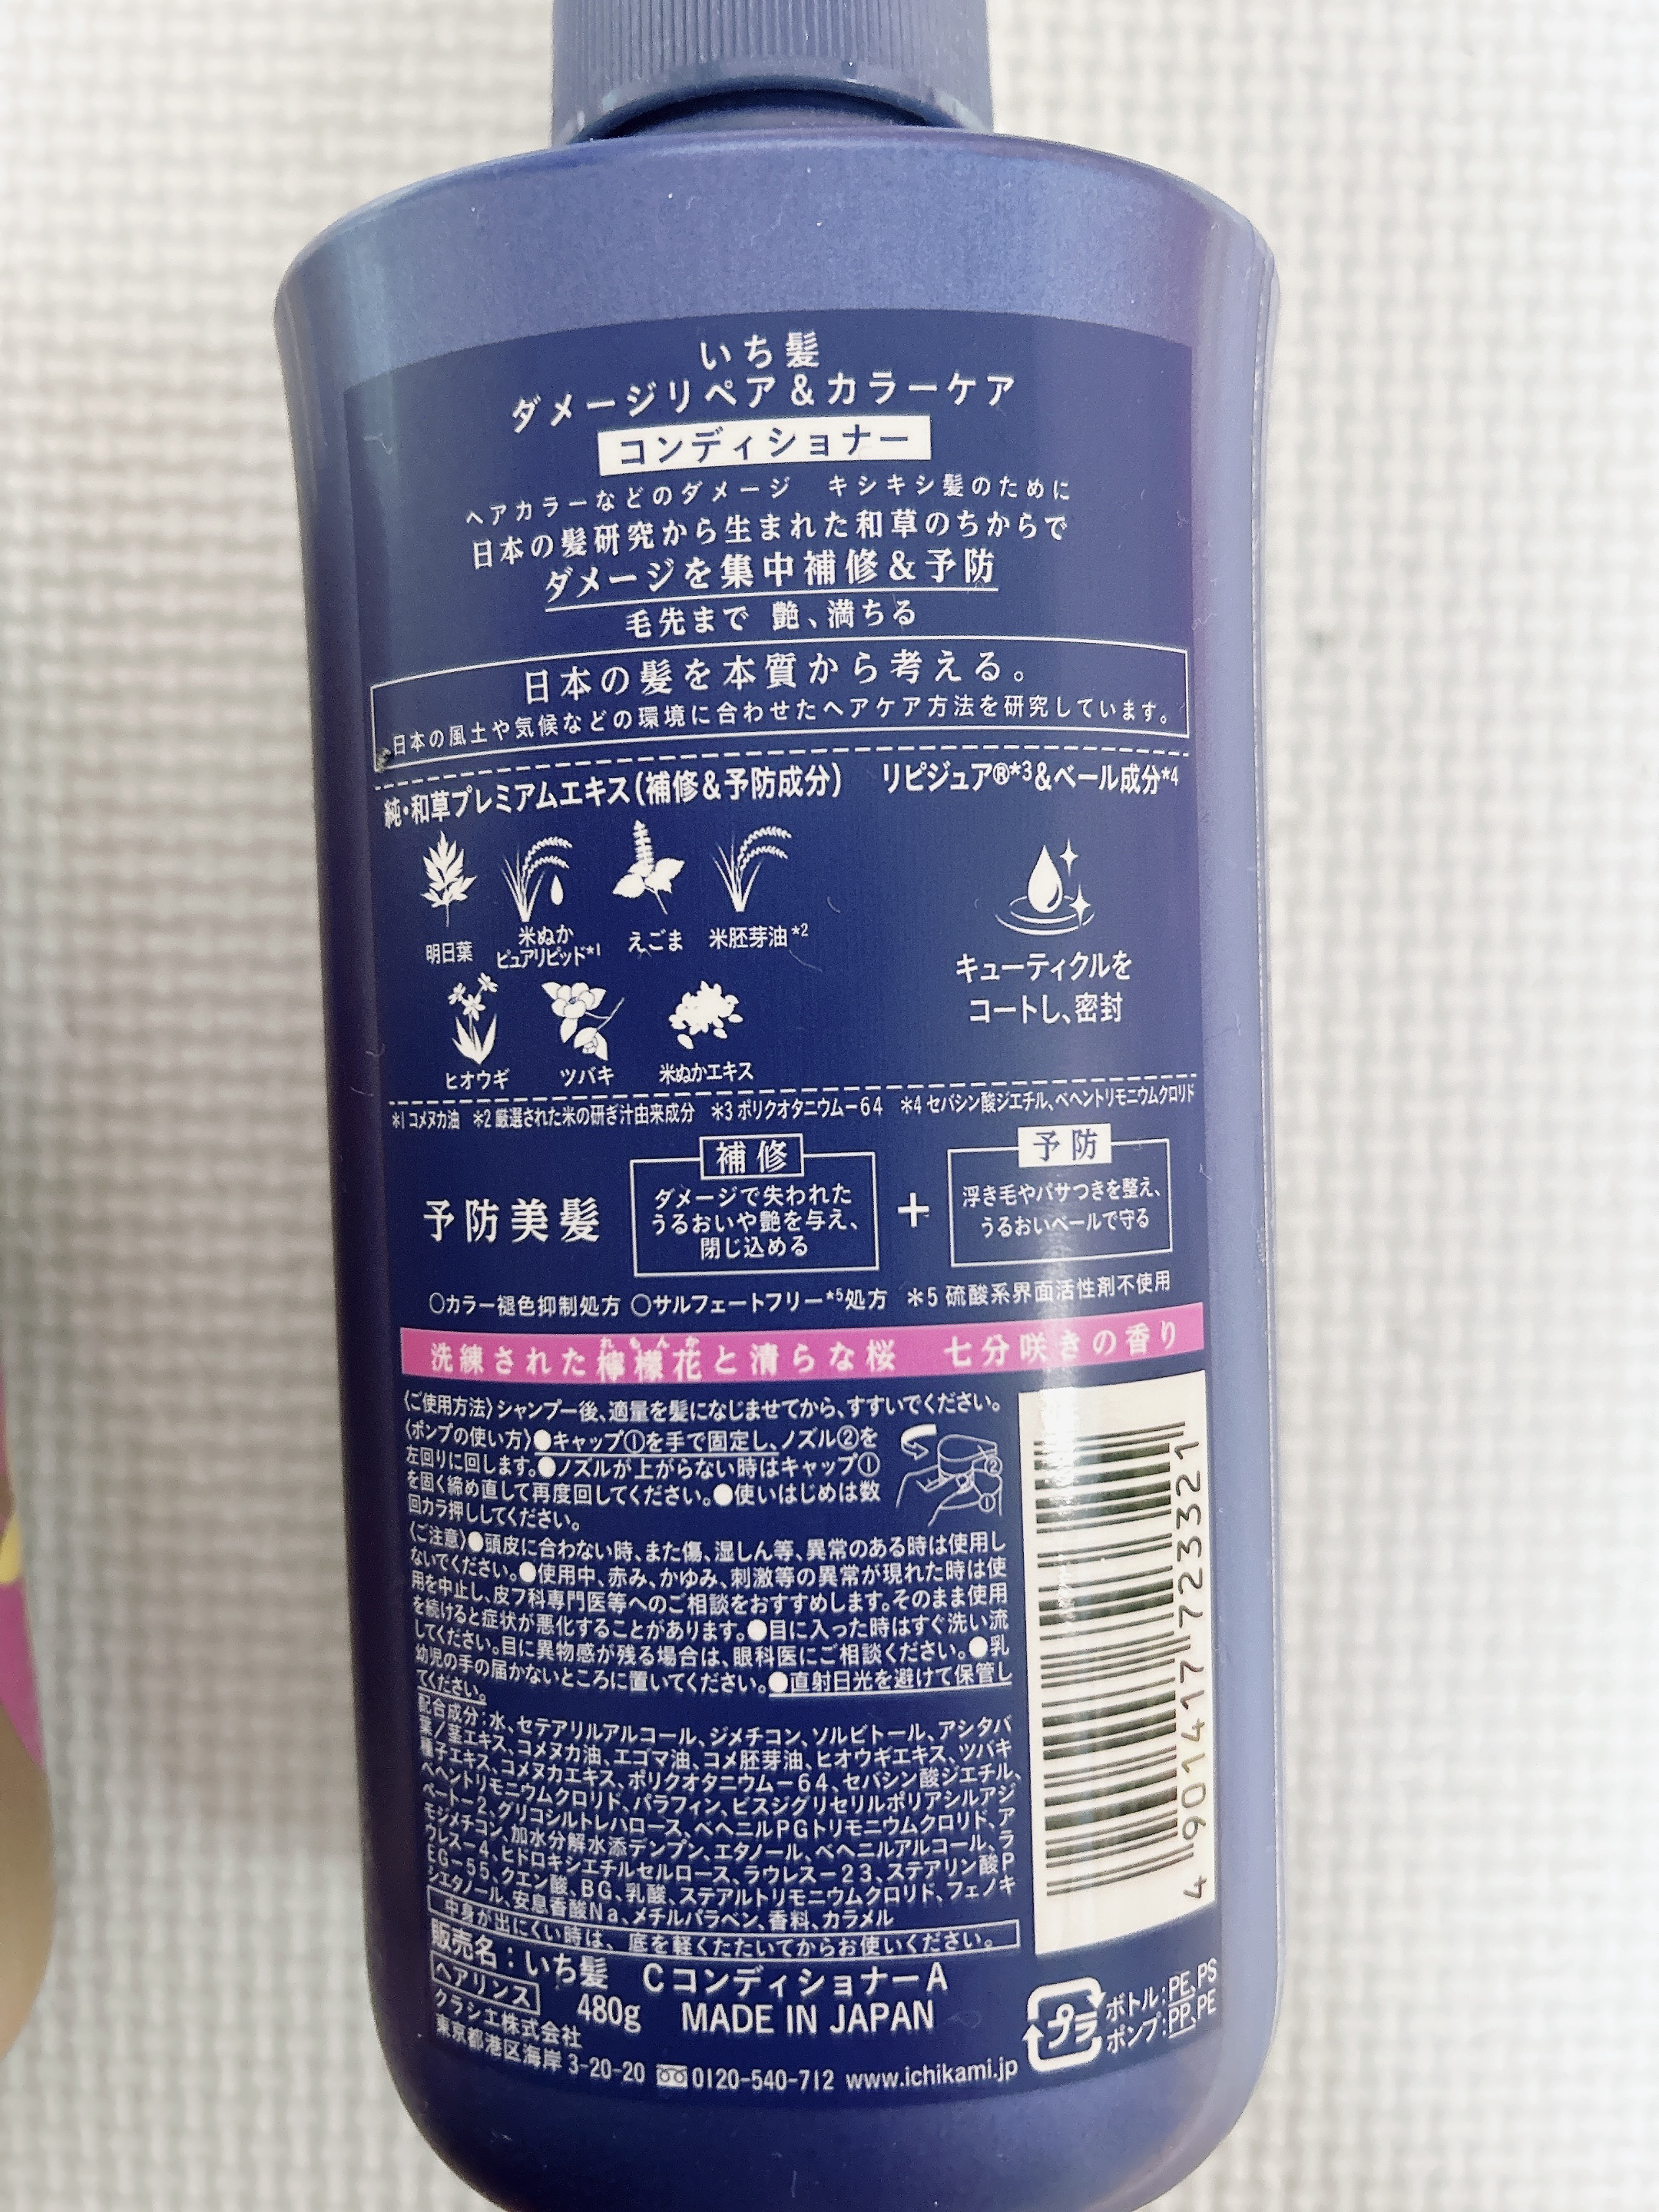 いち髪
ダメージリペア&カラーケア
コンディショナー
ヘアカラーなどのダメージ　キシキシ髪のために
日本の髪研究から生まれた和草のちからで
ダメージを集中補修&予防
毛先まで 艶、満ちる
日本の髪を本質から考える。
日本の風土や気候などの環境に合わせたヘアケア方法を研究しています。
純・和草プレミアムエキス(補修&予防成分)
明日葉
米ぬか
ピュアリピッド*1
えごま
米胚芽油*2
ヒオウギ
ツバキ
米ぬかエキス
リピジュア®*3&ベール成分*4
キューティクルを
コートし、密封
*1 コメヌカ油　*2 厳選された米の研ぎ汁由来成分　*3 ポリクオタニウム－64　*4 セバシン酸ジエチル、ベヘントリモニウムクロリド
予防美髪
補修
ダメージで失われた
うるおいや艶を与え、
閉じ込める
+
予防
浮き毛やパサつきを整え、
うるおいベールで守る
○カラー褪色抑制処方 ○サルフェートフリー*5処方　*5 硫酸系界面活性剤不使用
れもんか
洗練された檸檬花と清らな桜　七分咲きの香り
〈ご使用方法〉シャンプー後、適量を髪になじませてから、すすいでください。
〈ポンプの使い方〉●キャップ①を手で固定し、ノズル②を
左回りに回します。●ノズルが上がらない時はキャップ①
を固く締め直して再度回してください。●使いはじめは数
回カラ押ししてください。
②
①
〈ご注意〉●頭皮に合わない時、また傷、湿しん等、異常のある時は使用し
ないでください。●使用中、赤み、かゆみ、刺激等の異常が現れた時は使
用を中止し、皮フ科専門医等へのご相談をおすすめします。そのまま使用
を続けると症状が悪化することがあります。●目に入った時はすぐ洗い流
してください。目に異物感が残る場合は、眼科医にご相談ください。●乳
幼児の手の届かないところに置いてください。●直射日光を避けて保管し
てください。
配合成分：水、セテアリルアルコール、ジメチコン、ソルビトール、アシタバ
葉／茎エキス、コメヌカ油、エゴマ油、コメ胚芽油、ヒオウギエキス、ツバキ
種子エキス、コメヌカエキス、ポリクオタニウム－64、セバシン酸ジエチル、
ベヘントリモニウムクロリド、パラフィン、ビスジグリセリルポリアシルアジ
ペート－2、グリコシルトレハロース、ベヘニルPGトリモニウムクロリド、ア
モジメチコン、加水分解水添デンプン、エタノール、ベヘニルアルコール、ラ
ウレス－4、ヒドロキシエチルセルロース、ラウレス－23、ステアリン酸P
EG－55、クエン酸、BG、乳酸、ステアルトリモニウムクロリド、フェノキ
シエタノール、安息香酸Na、メチルパラベン、香料、カラメル
中身が出にくい時は、底を軽くたたいてからお使いください。
販売名：いち髪　CコンディショナーA
ヘアリンス
480g
MADE IN JAPAN
クラシエ株式会社
東京都港区海岸 3-20-20
0120-540-712 www.ichikami.jp
4 901417 723321
プラ
ボトル：PE、PS
ポンプ：PP、PE